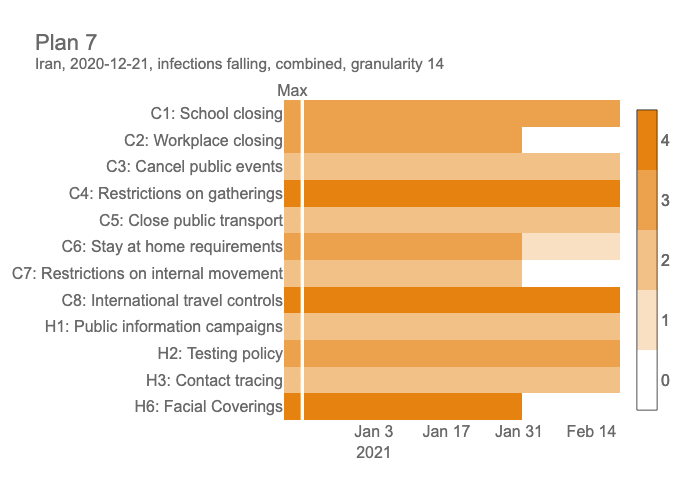 Plan 7
Iran, 2020-12-21, infections falling, combined, granularity 14
Max
C1: School closing
C2: Workplace closing
C3: Cancel public events
C4: Restrictions on gatherings
C5: Close public transport
C6: Stay at home requirements
C7: Restrictions on internal movement
C8: International travel controls
H1: Public information campaigns
H2: Testing policy
H3: Contact tracing
H6: Facial Coverings
Jan 3 Jan 17 Jan 31 Feb 14
2021
4
3
2
1
0